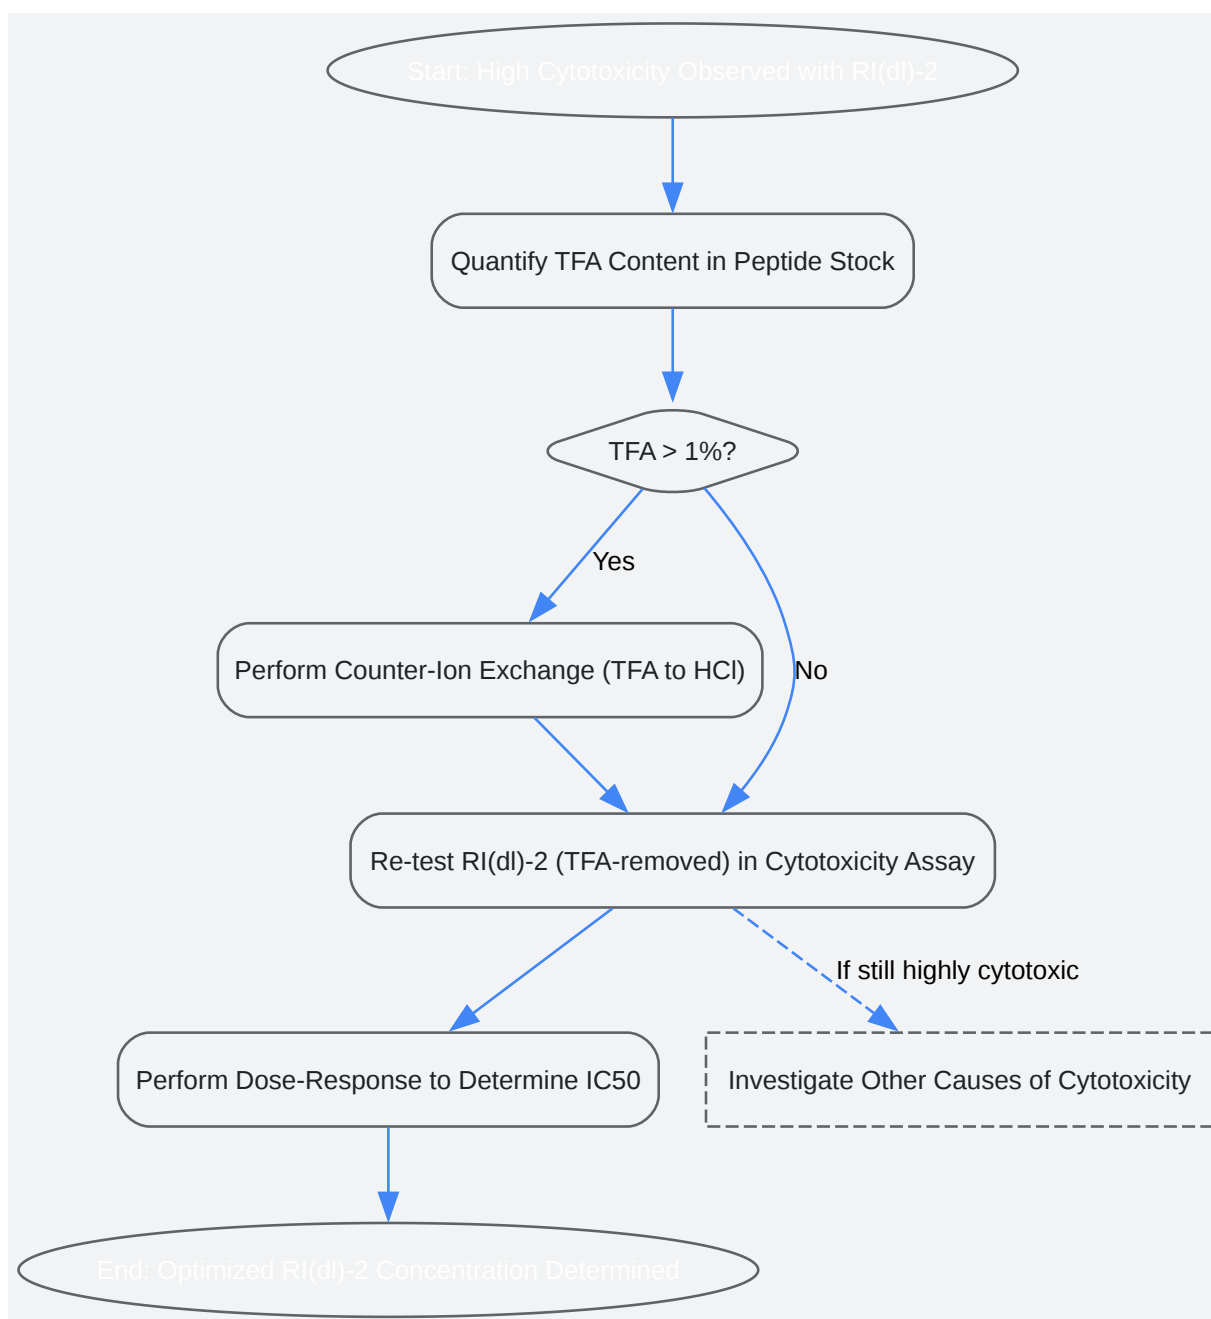 Start: High Cytotoxicity Observed with RI(dl)-2
Quantify TFA Content in Peptide Stock
TFA > 1%?
Yes
Perform Counter-Ion Exchange (TFA to HCl)
No
Re-test RI(dl)-2 (TFA-removed) in Cytotoxicity Assay
If still highly cytotoxic
Perform Dose-Response to Determine IC50
Investigate Other Causes of Cytotoxicity
End: Optimized RI(dl)-2 Concentration Determined